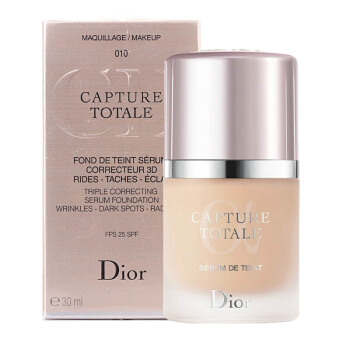 MAQUILLAGE / MAKEUP
010
CAPTURE
TOTALE
FOND DE TEINT SÉRUM
CORRECTEUR 3D
RIDES - TACHES - ÉCLA
TRIPLE CORRECTING
SERUM FOUNDATION
WRINKLES - DARK SPOTS - RAD
FPS 25 SPF
Dior
e 30 ml
CAPTURE
TOTALE
SÉRUM DE TEINT
Dior